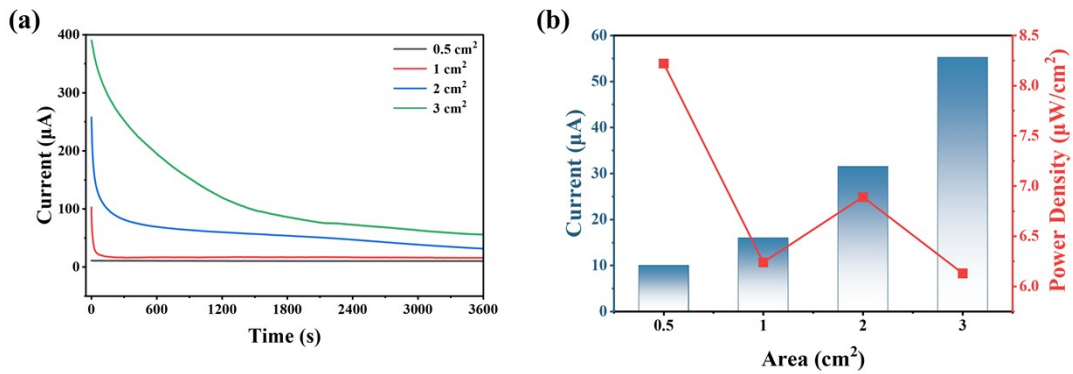 (a)
400
300
200
100
0
Current (μA)
0.5 cm²
1 cm²
2 cm²
3 cm²
0 600 1200 1800 2400 3000 3600
Time (s)
(b)
60
50
40
30
20
10
0
Current (μA)
8.5
8.0
7.5
7.0
6.5
6.0
Power Density (μW/cm²)
0.5 1 2 3
Area (cm²)